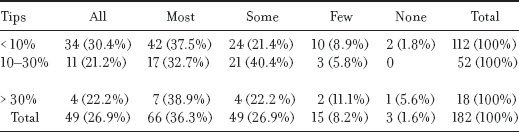 Tips All Most Some Few None Total
< 10% 34 (30.4%) 42 (37.5%) 24 (21.4%) 10 (8.9%) 2 (1.8%) 112 (100%)
10–30% 11 (21.2%) 17 (32.7%) 21 (40.4%) 3 (5.8%) 0 52 (100%)
> 30% 4 (22.2%) 7 (38.9%) 4 (22.2 %) 2 (11.1%) 1 (5.6%) 18 (100%)
Total 49 (26.9%) 66 (36.3%) 49 (26.9%) 15 (8.2%) 3 (1.6%) 182 (100%)